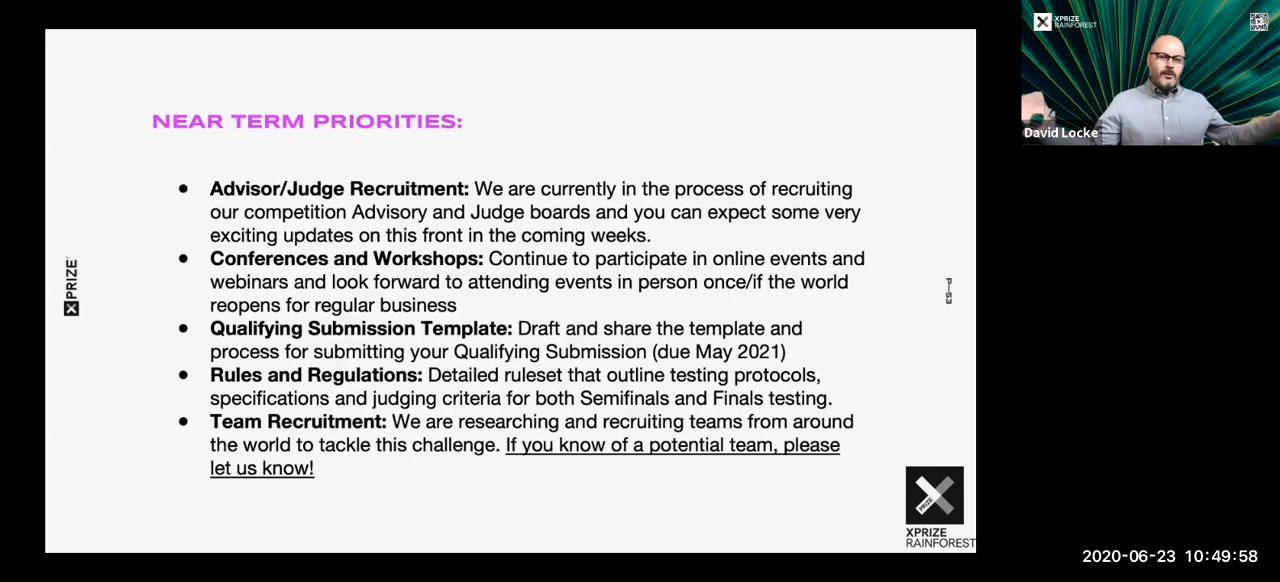 NEAR TERM PRIORITIES:
● Advisor/Judge Recruitment: We are currently in the process of recruiting
our competition Advisory and Judge boards and you can expect some very
exciting updates on this front in the coming weeks.
● Conferences and Workshops: Continue to participate in online events and
webinars and look forward to attending events in person once/if the world
reopens for regular business
● Qualifying Submission Template: Draft and share the template and
process for submitting your Qualifying Submission (due May 2021)
● Rules and Regulations: Detailed ruleset that outline testing protocols,
specifications and judging criteria for both Semifinals and Finals testing.
● Team Recruitment: We are researching and recruiting teams from around
the world to tackle this challenge. If you know of a potential team, please
let us know!
XPRIZE
P—53
PRIZE
XPRIZE
RAINFOREST
XPRIZE
RAINFOREST
David Locke
2020-06-23 10:49:58